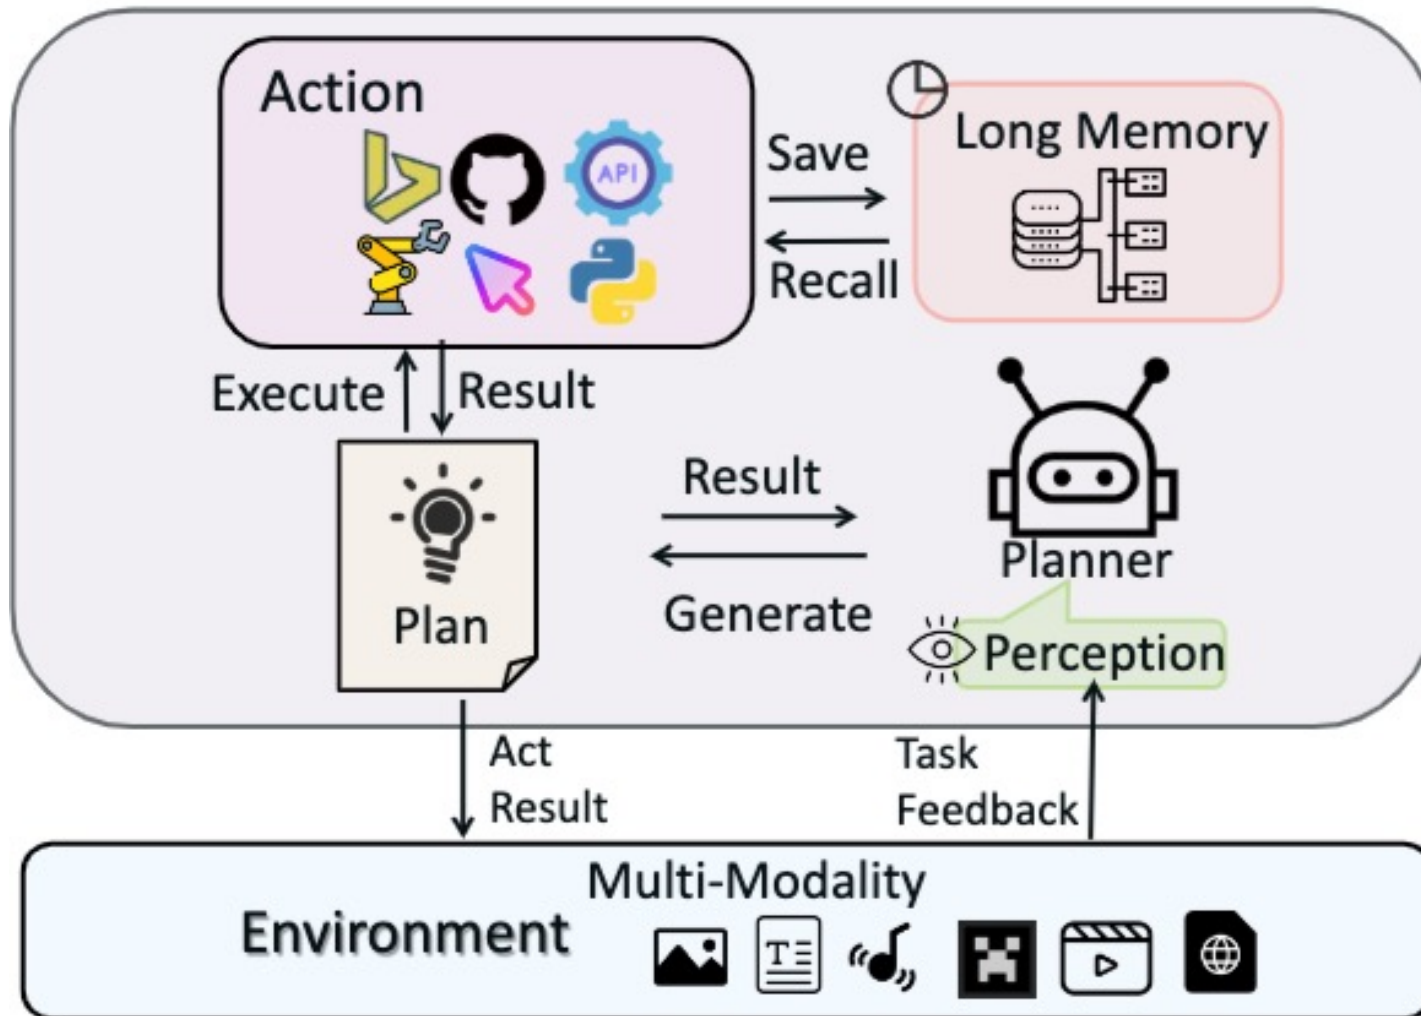 Action
API
Save
Recall
Long Memory
Execute
Result
Plan
Result
Generate
Planner
Perception
Act
Result
Task
Feedback
Multi-Modality
Environment
T